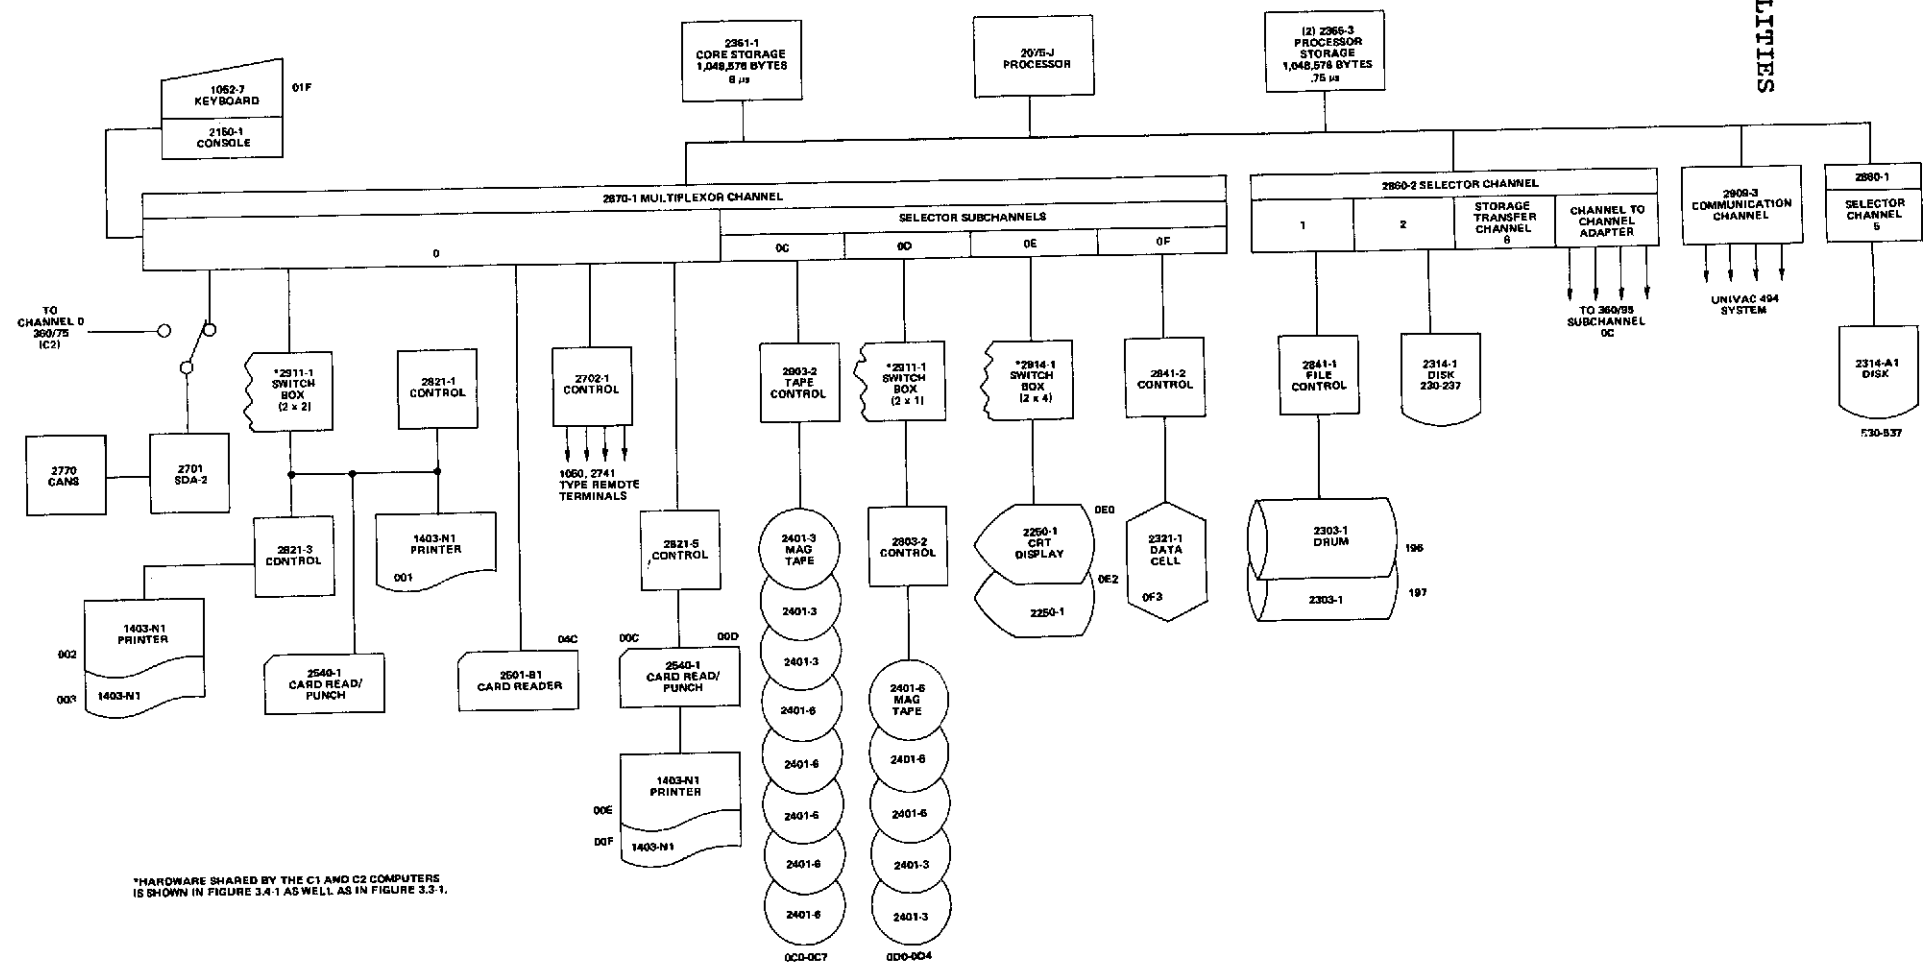 LITIES
2361-1
CORE STORAGE
1,048,576 BYTES
8 µs
2075-J
PROCESSOR
(2) 2365-3
PROCESSOR
STORAGE
1,048,576 BYTES
.75 µs
1052-7
KEYBOARD
01F
2150-1
CONSOLE
2870-1 MULTIPLEXOR CHANNEL
SELECTOR SUBCHANNELS
0
0C
0D
0E
0F
2860-2 SELECTOR CHANNEL
1
2
STORAGE
TRANSFER
CHANNEL
6
CHANNEL TO
CHANNEL
ADAPTER
2909-3
COMMUNICATION
CHANNEL
2860-1
SELECTOR
CHANNEL
5
TO
CHANNEL 0
360/75
(C2)
TO 360/95
SUBCHANNEL
0C
UNIVAC 494
SYSTEM
*2911-1
SWITCH
BOX
(2 x 2)
2821-1
CONTROL
2702-1
CONTROL
1050, 2741
TYPE REMOTE
TERMINALS
2803-2
TAPE
CONTROL
*2911-1
SWITCH
BOX
(2 x 1)
*2914-1
SWITCH
BOX
(2 x 4)
2841-2
CONTROL
2841-1
FILE
CONTROL
2314-1
DISK
230-237
2314-A1
DISK
530-537
2770
CANS
2701
SDA-2
2821-3
CONTROL
1403-N1
PRINTER
001
2821-5
CONTROL
2401-3
MAG
TAPE
2803-2
CONTROL
2250-1
CRT
DISPLAY
0E0
2250-1
0E2
2321-1
DATA
CELL
0F3
2303-1
DRUM
196
2303-1
197
1403-N1
PRINTER
002
1403-N1
003
2540-1
CARD READ/
PUNCH
04C
2501-B1
CARD READER
00C
00D
2540-1
CARD READ/
PUNCH
1403-N1
PRINTER
00E
00F
1403-N1
2401-3
2401-3
2401-6
2401-6
2401-6
2401-6
2401-6
0C0-0C7
2401-6
MAG
TAPE
2401-6
2401-6
2401-3
2401-3
0D0-0D4
*HARDWARE SHARED BY THE C1 AND C2 COMPUTERS
IS SHOWN IN FIGURE 3.4-1 AS WELL AS IN FIGURE 3.3-1.